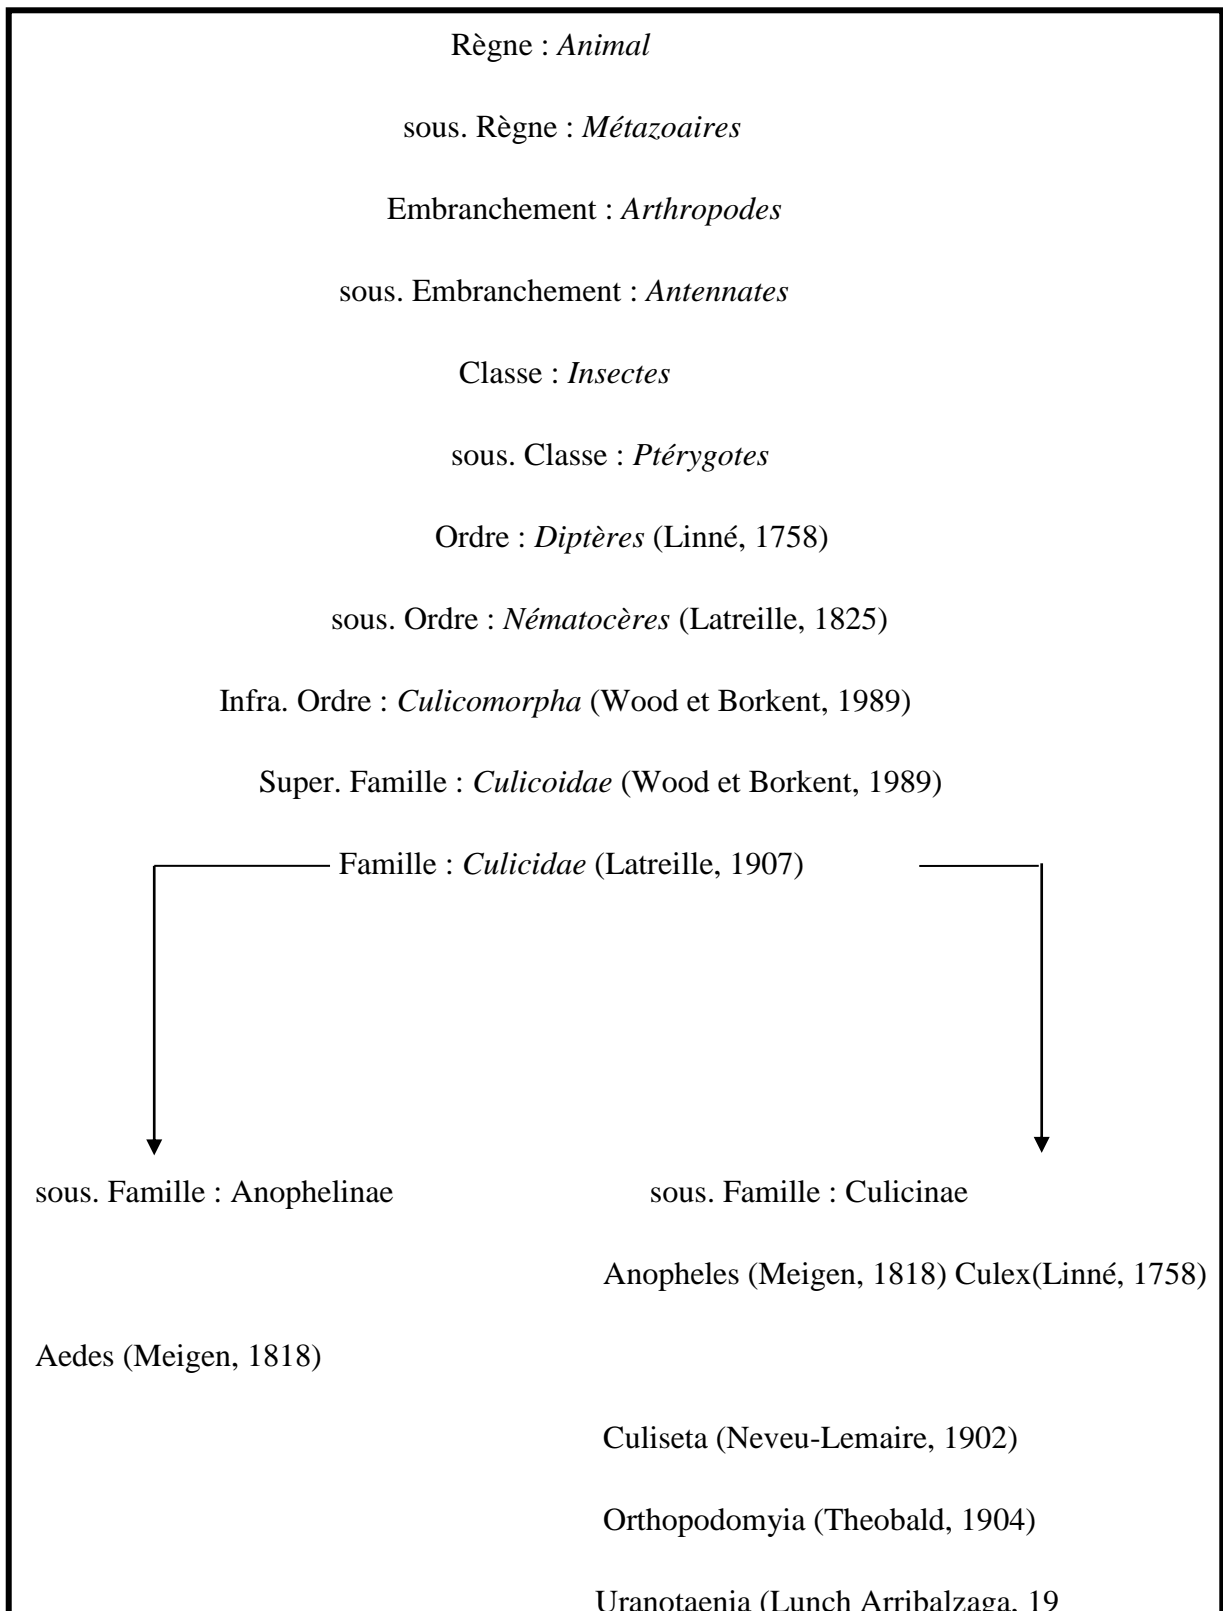 Règne : Animal
sous. Règne : Métazoaires
Embranchement : Arthropodes
sous. Embranchement : Antennates
Classe : Insectes
sous. Classe : Ptérygotes
Ordre : Diptères (Linné, 1758)
sous. Ordre : Nématocères (Latreille, 1825)
Infra. Ordre : Culicomorpha (Wood et Borkent, 1989)
Super. Famille : Culicoidae (Wood et Borkent, 1989)
Famille : Culicidae (Latreille, 1907)
sous. Famille : Anophelinae sous. Famille : Culicinae
Anopheles (Meigen, 1818) Culex(Linné, 1758)
Aedes (Meigen, 1818)
Culiseta (Neveu-Lemaire, 1902)
Orthopodomyia (Theobald, 1904)
Uranotaenia (Lunch Arribalzaga, 19